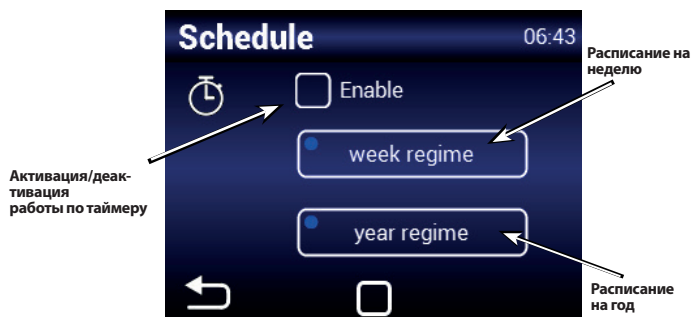 Schedule 06:43
Enable
week regime
year regime
Расписание на
неделю
Активация/деак-
тивация
работы по таймеру
Расписание
на год